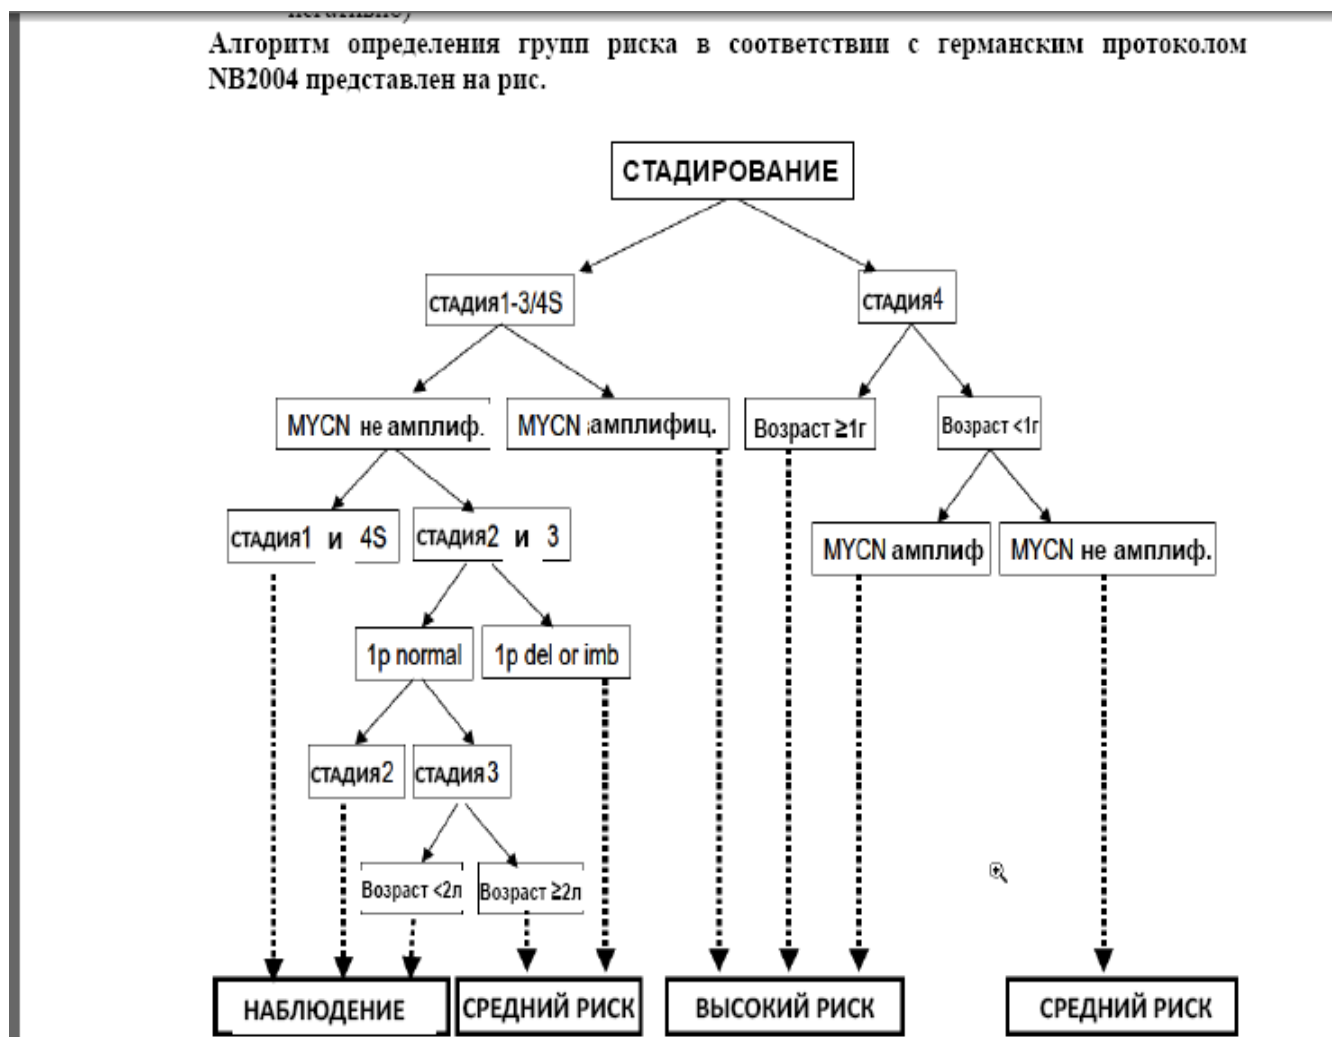 негативно)
Алгоритм определения групп риска в соответствии с германским протоколом
NB2004 представлен на рис.
СТАДИРОВАНИЕ
стадия1-3/4S
стадия4
MYCN не амплиф.
MYCN амплифиц.
Возраст ≥1г
Возраст <1г
стадия1 и 4S
стадия2 и 3
MYCN амплиф
MYCN не амплиф.
1p normal
1p del or imb
стадия2
стадия3
Возраст <2л
Возраст ≥2л
НАБЛЮДЕНИЕ
СРЕДНИЙ РИСК
ВЫСОКИЙ РИСК
СРЕДНИЙ РИСК